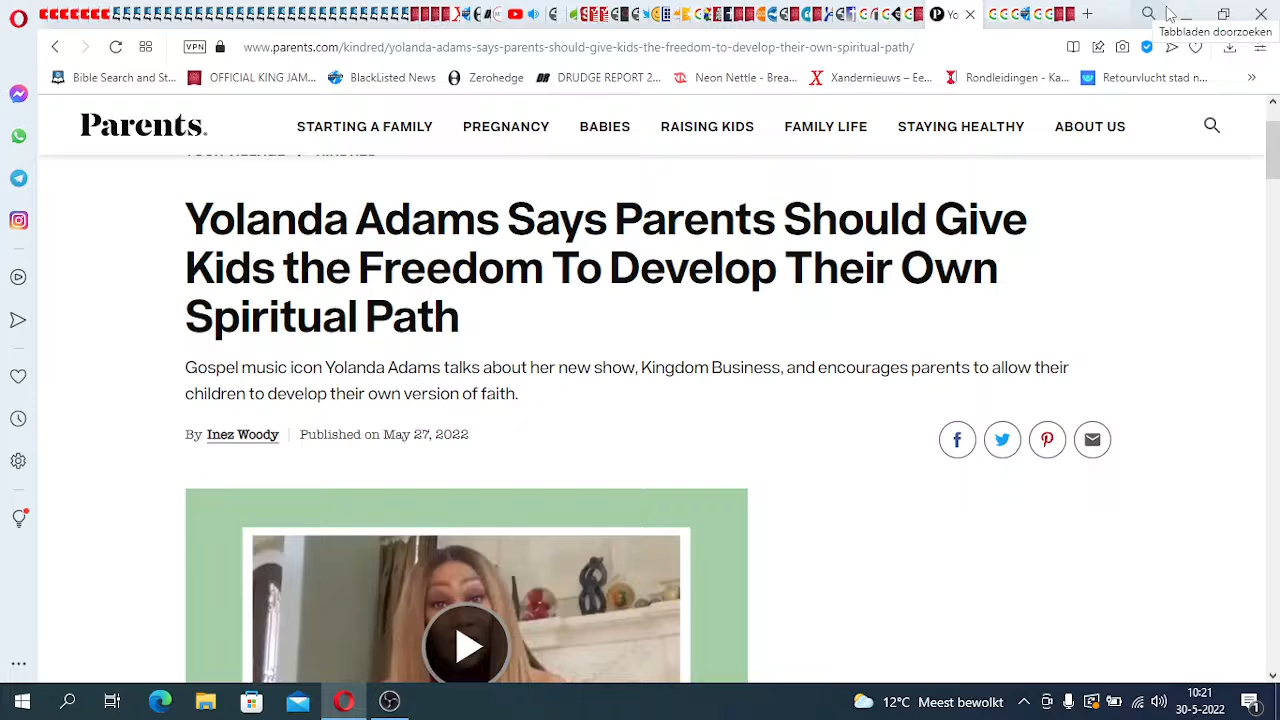 Yo
Tabbladen doorzoeken
VPN
www.parents.com/kindred/yolanda-adams-says-parents-should-give-kids-the-freedom-to-develop-their-own-spiritual-path/
Bible Search and St... OFFICIAL KING JAM... BlackListed News Zerohedge DRUDGE REPORT 2... Neon Nettle - Brea... Xandernieuws – Ee... Rondleidingen - Ka... Retourvlucht stad n... »
Parents. STARTING A FAMILY PREGNANCY BABIES RAISING KIDS FAMILY LIFE STAYING HEALTHY ABOUT US
Yolanda Adams Says Parents Should Give
Kids the Freedom To Develop Their Own
Spiritual Path
Gospel music icon Yolanda Adams talks about her new show, Kingdom Business, and encourages parents to allow their
children to develop their own version of faith.
By Inez Woody | Published on May 27, 2022
12°C Meest bewolkt
10:21
30-5-2022
1